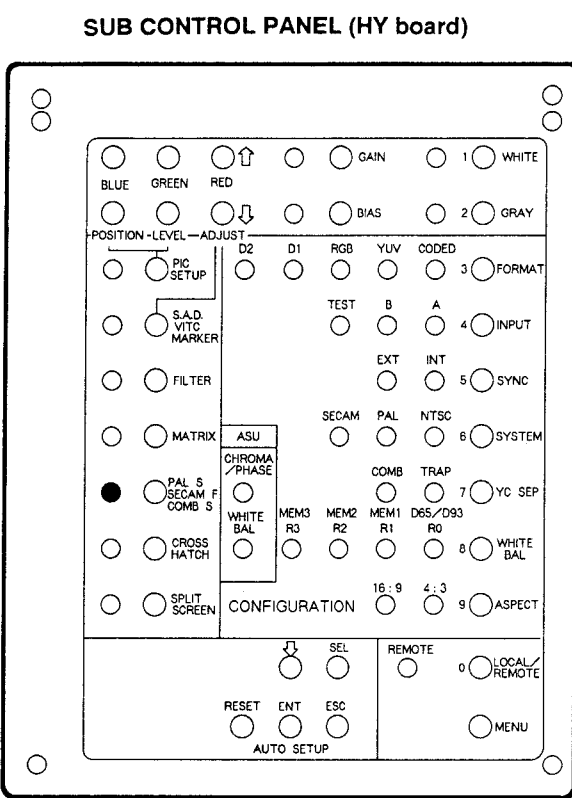 SUB CONTROL PANEL (HY board)
GAIN 1 WHITE
BLUE GREEN RED
BIAS 2 GRAY
POSITION - LEVEL - ADJUST
D2 D1 RGB YUV CODED
PIC
SETUP
3 FORMAT
TEST B A
S.A.D.
VITC
MARKER
4 INPUT
EXT INT
FILTER
5 SYNC
SECAM PAL NTSC
MATRIX
ASU
6 SYSTEM
CHROMA
/PHASE
COMB TRAP
PAL S
SECAM F
COMB S
7 YC SEP
WHITE
BAL
MEM3 MEM2 MEM1 D65/D93
R3 R2 R1 R0
CROSS
HATCH
8 WHITE
BAL
16:9 4:3
SPLIT
SCREEN
CONFIGURATION
9 ASPECT
SEL REMOTE
0 LOCAL/
REMOTE
RESET ENT ESC
MENU
AUTO SETUP